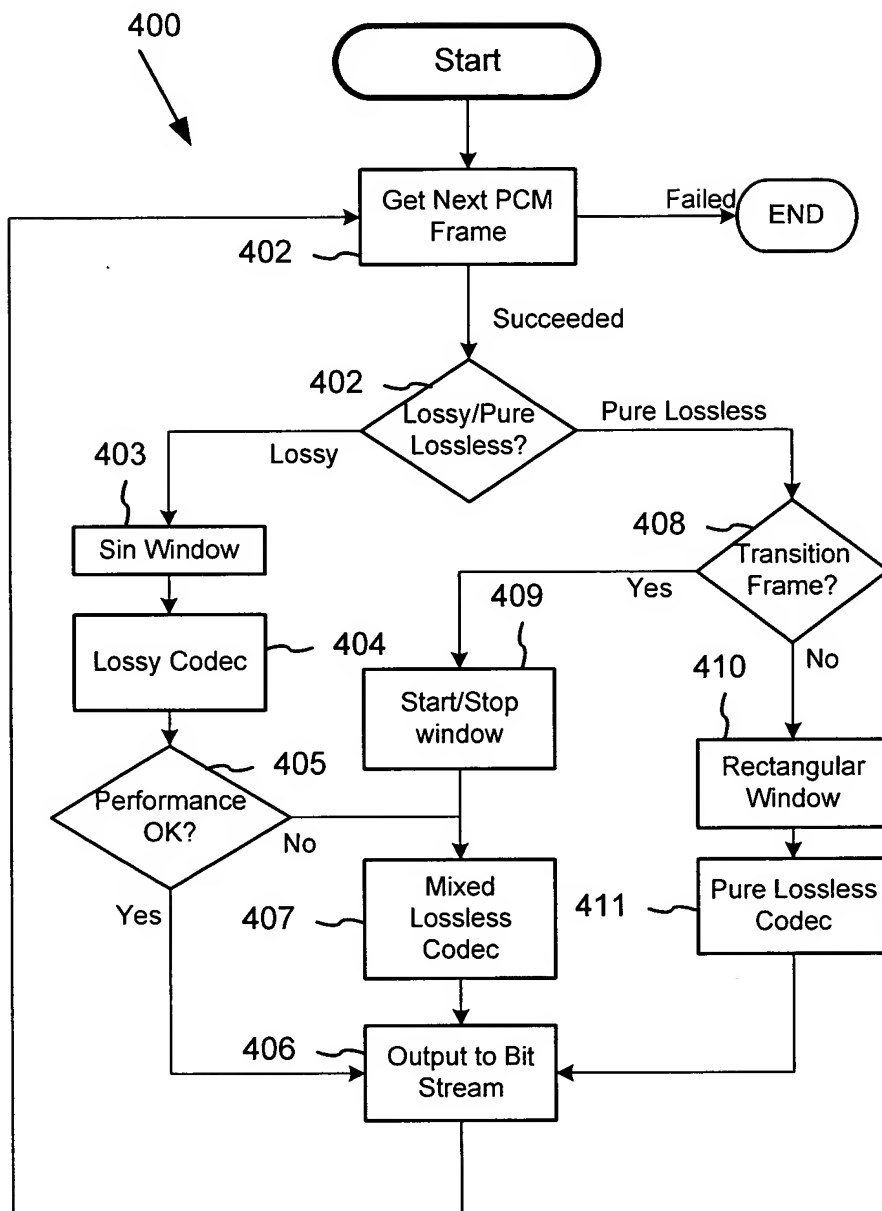 400
Start
Get Next PCM
Frame
402
Failed
END
Succeeded
402
Lossy/Pure
Lossless?
Lossy
Pure Lossless
403
Sin Window
408
Transition
Frame?
Yes
No
404
Lossy Codec
409
Start/Stop
window
410
Rectangular
Window
405
Performance
OK?
No
Yes
407
Mixed
Lossless
Codec
411
Pure Lossless
Codec
406
Output to Bit
Stream